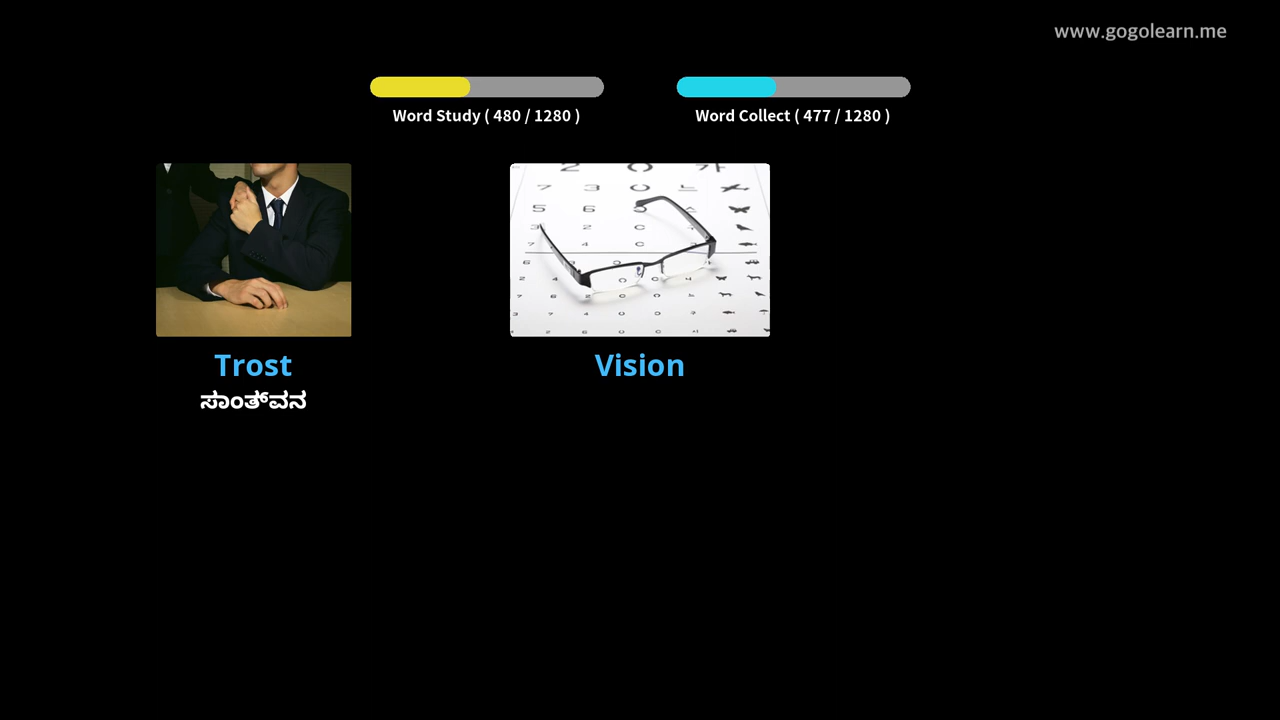 www.gogolearn.me
Word Study ( 480 / 1280 )
Word Collect ( 477 / 1280 )
Trost
ಸಾಂತ್ವನ
Vision